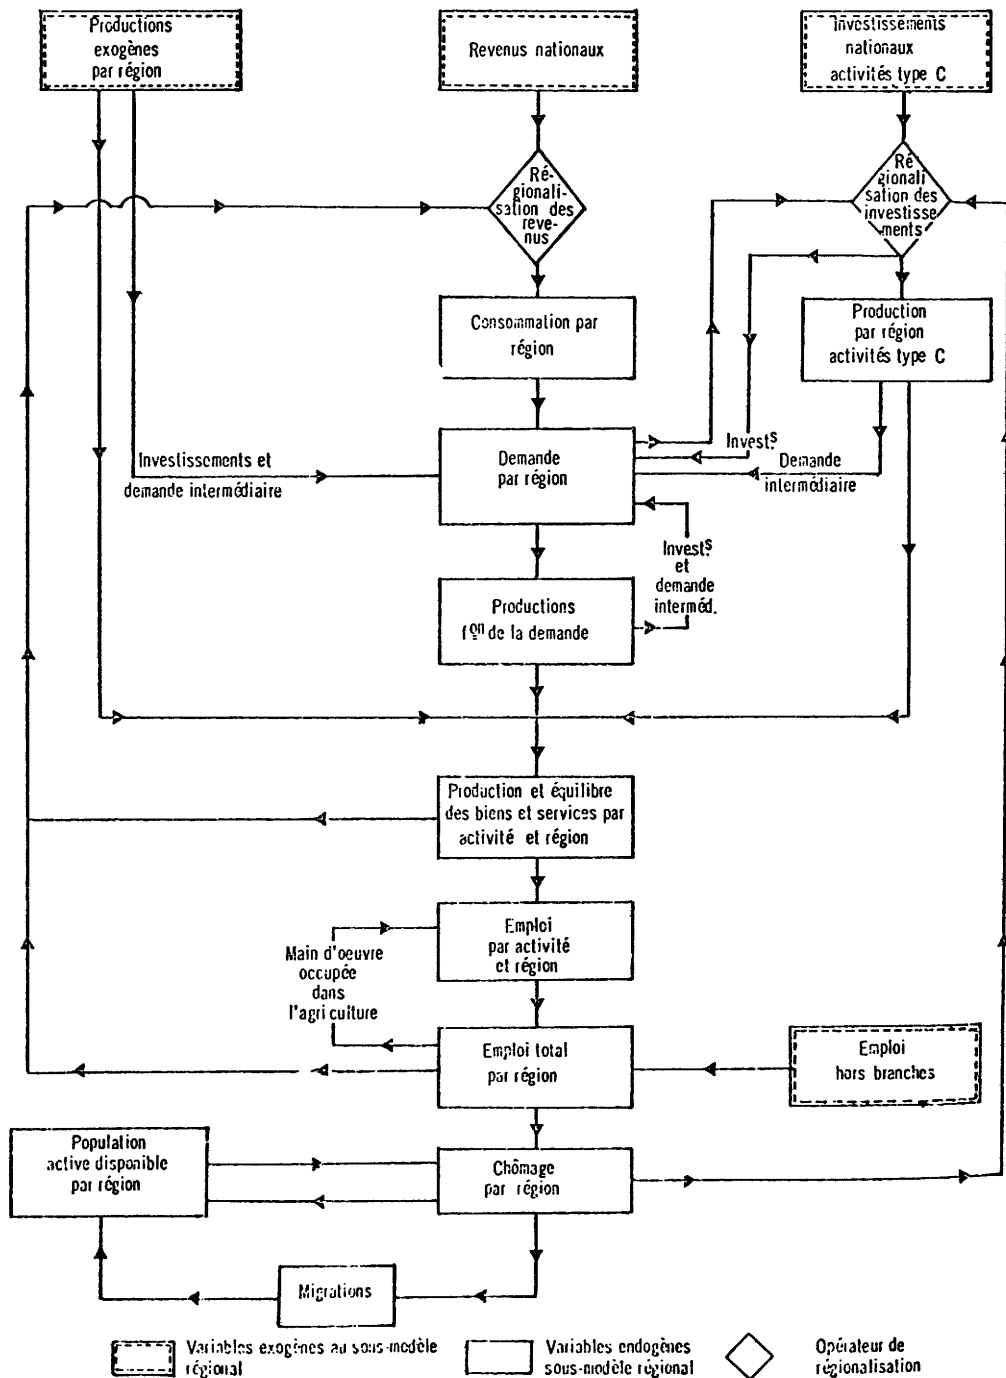 Productions
exogènes
par région
Revenus nationaux
Investissements
nationaux
activités type C
Ré-
gionali-
sation des
reve-
nus
Ré
gionali
sation des
investisse
ments
Consommation par
région
Production
par région
activités type C
Investissements et
demande intermédiaire
Demande
par région
Invest.s
Demande
intermédiaire
Invest.s
et
demande
interméd.
Productions
fon de la demande
Production et équilibre
des biens et services par
activité et région
Emploi
par activité
et région
Main d'oeuvre
occupée
dans
l'agri culture
Emploi total
par région
Emploi
hors branches
Population
active disponible
par région
Chômage
par région
Migrations
Variables exogènes au sous-modèle
régional
Variables endogènes
sous-modèle régional
Opérateur de
régionalisation